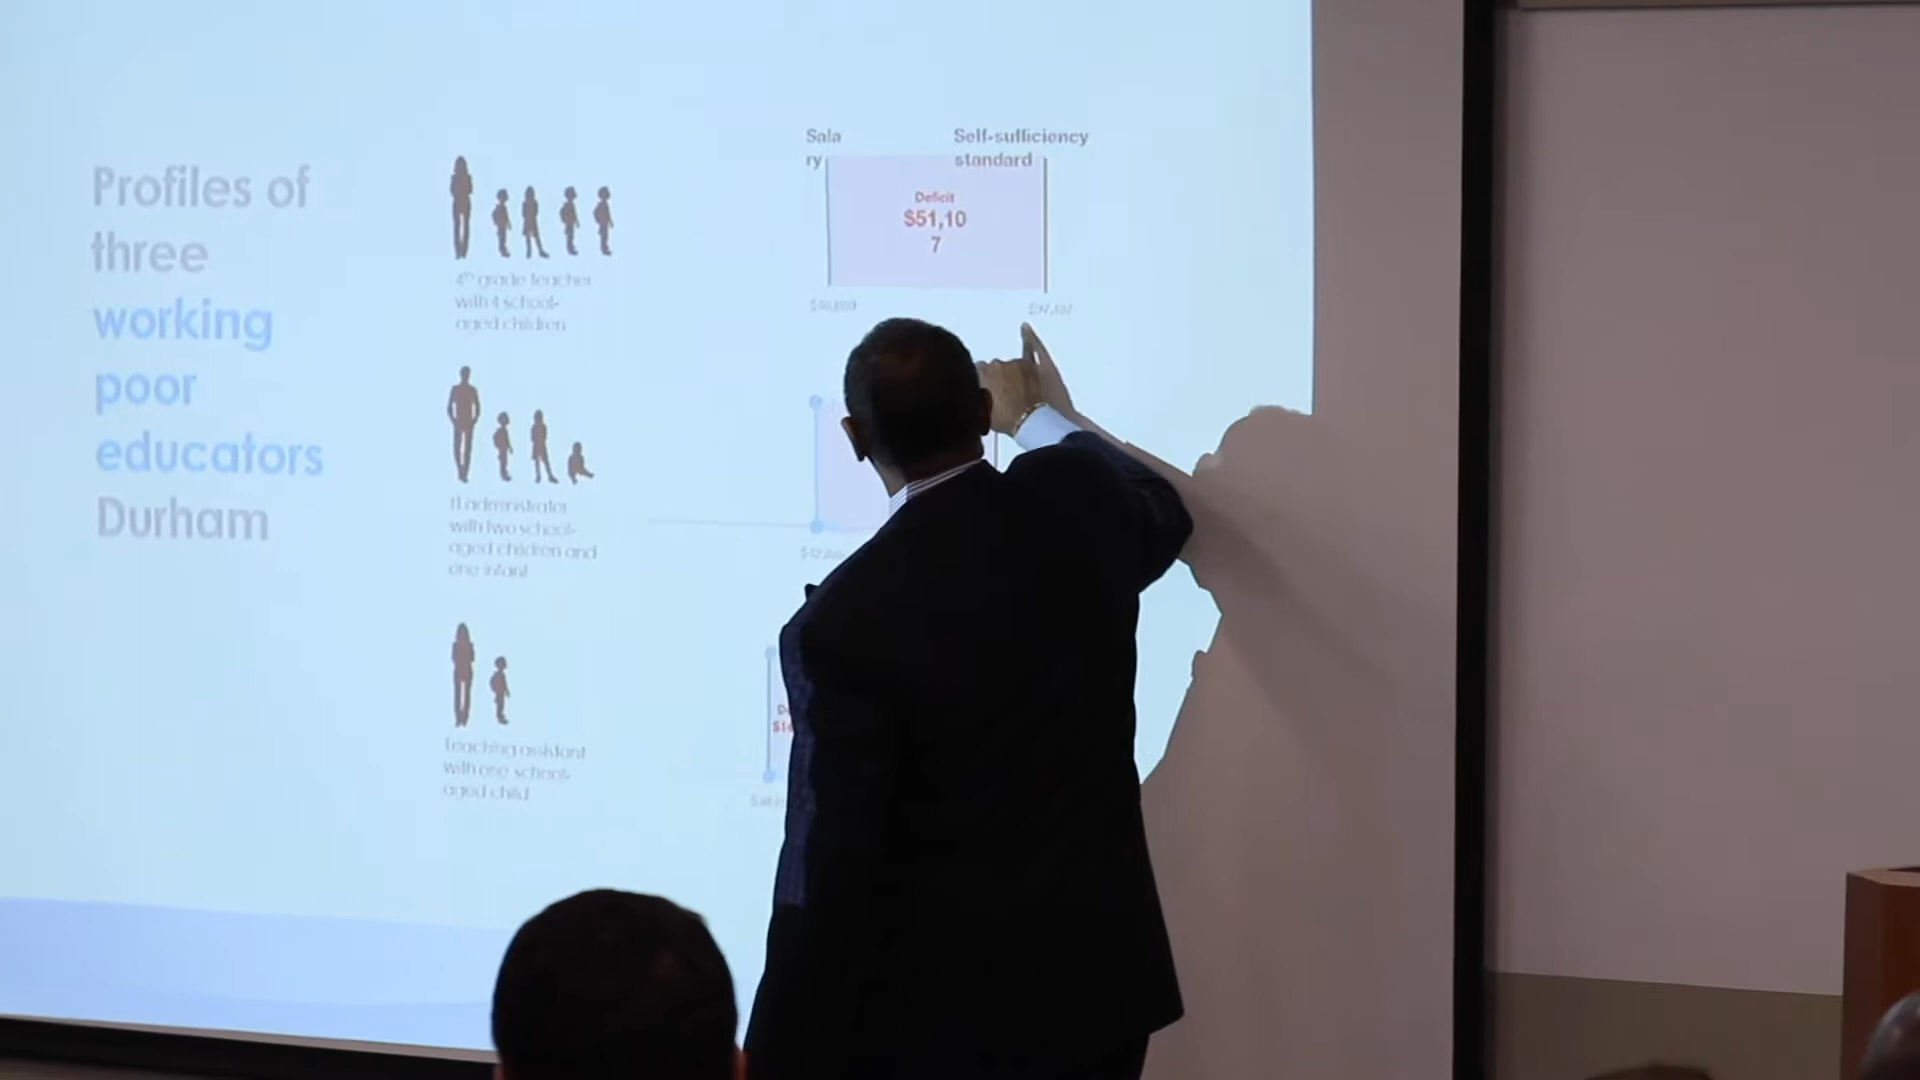 Profiles of
three
working
poor
educators
Durham
Sala
ry
Self-sufficiency
standard
Deficit
$51,10
7
4th grade teacher
with 4 school-
aged children
IT administrator
with two school-
aged children and
one infant
Teaching assistant
with one school-
aged child